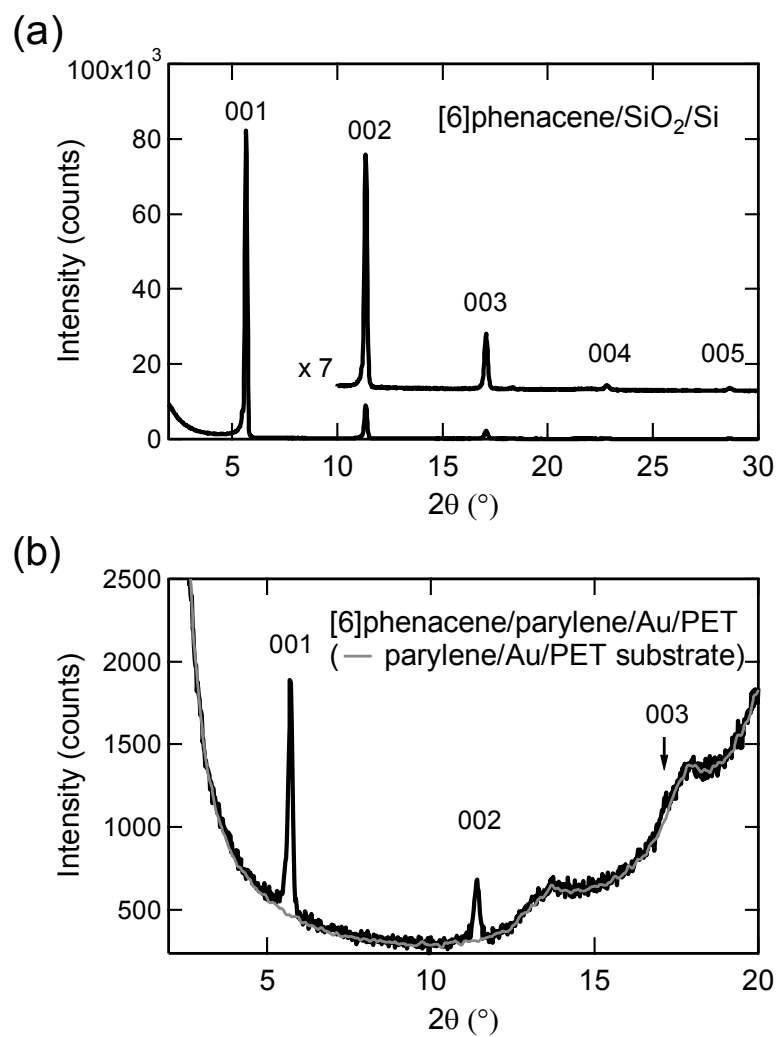 (a)
100x10³
80
60
40
20
0
Intensity (counts)
001
002
003
004
005
[6]phenacene/SiO₂/Si
x 7
5
10
15
20
25
30
2θ (°)
(b)
2500
2000
1500
1000
500
Intensity (counts)
[6]phenacene/parylene/Au/PET
( — parylene/Au/PET substrate)
001
002
003
5
10
15
20
2θ (°)